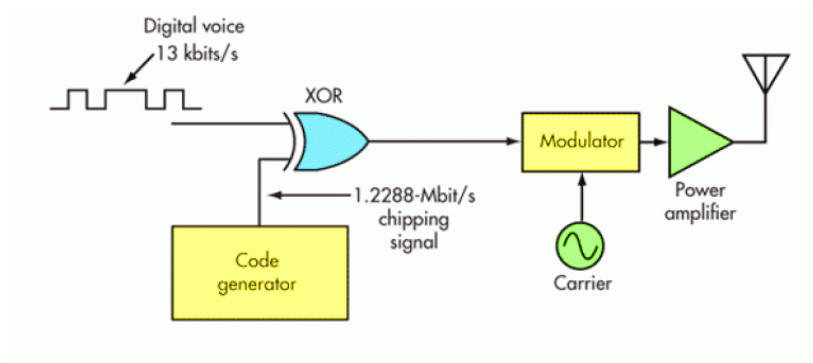 Digital voice
13 kbits/s
XOR
Modulator
Power
amplifier
1.2288-Mbit/s
chipping
signal
Code
generator
Carrier